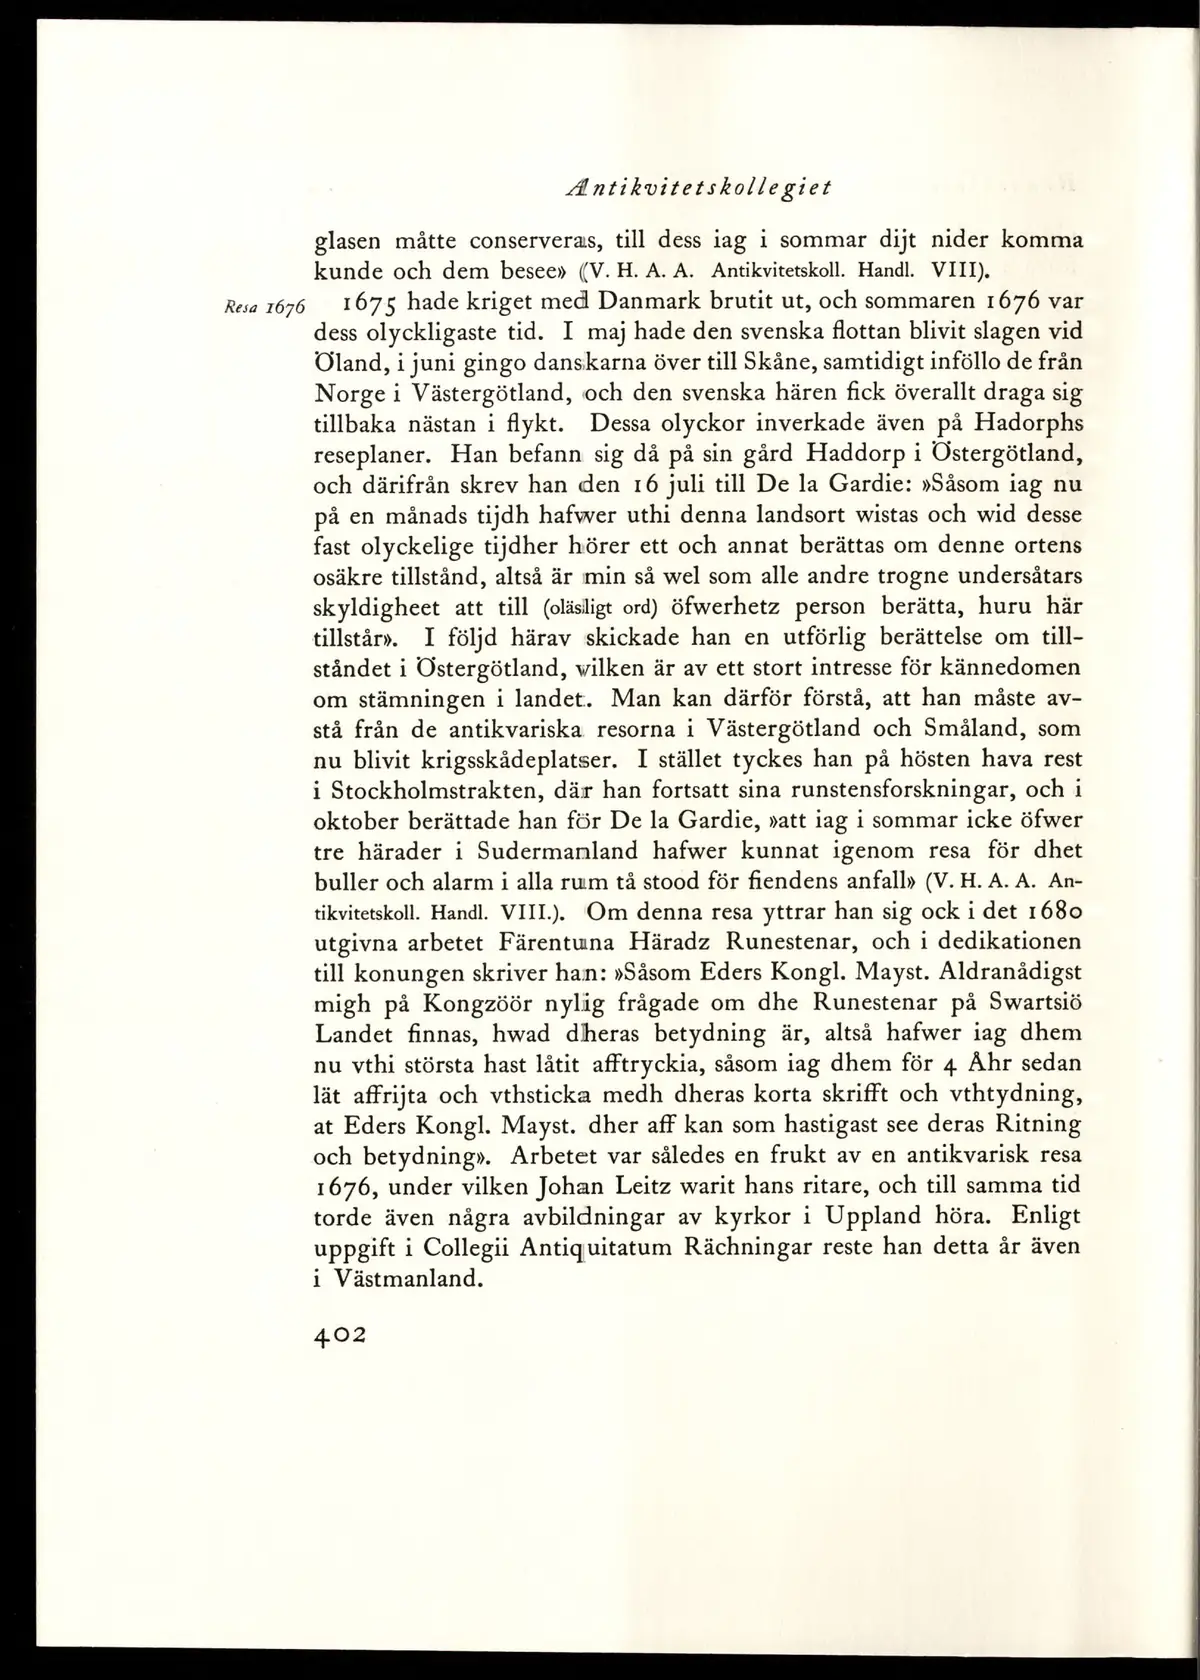 Antikvitetskollegiet
glasen måtte conserveras, till dess iag i sommar dijt nider komma
kunde och dem besee» (V. H. A. A. Antikvitetskoll. Handl. VIII).
Resa 1676
1675 hade kriget med Danmark brutit ut, och sommaren 1676 var
dess olyckligaste tid. I maj hade den svenska flottan blivit slagen vid
Öland, i juni gingo danskarna över till Skåne, samtidigt inföllo de från
Norge i Västergötland, och den svenska hären fick överallt draga sig
tillbaka nästan i flykt. Dessa olyckor inverkade även på Hadorphs
reseplaner. Han befann sig då på sin gård Haddorp i Östergötland,
och därifrån skrev han den 16 juli till De la Gardie: »Såsom iag nu
på en månads tijdh hafwer uthi denna landsort wistas och wid desse
fast olyckelige tijdher hörer ett och annat berättas om denne ortens
osäkre tillstånd, altså är min så wel som alle andre trogne undersåtars
skyldigheet att till (oläsligt ord) öfwerhetz person berätta, huru här
tillstår». I följd härav skickade han en utförlig berättelse om till-
ståndet i Östergötland, vilken är av ett stort intresse för kännedomen
om stämningen i landet. Man kan därför förstå, att han måste av-
stå från de antikvariska resorna i Västergötland och Småland, som
nu blivit krigsskådeplatser. I stället tyckes han på hösten hava rest
i Stockholmstrakten, där han fortsatt sina runstensforskningar, och i
oktober berättade han för De la Gardie, »att iag i sommar icke öfwer
tre härader i Sudermanland hafwer kunnat igenom resa för dhet
buller och alarm i alla rum tå stood för fiendens anfall» (V. H. A. A. An-
tikvitetskoll. Handl. VIII.). Om denna resa yttrar han sig ock i det 1680
utgivna arbetet Färentuna Häradz Runestenar, och i dedikationen
till konungen skriver han: »Såsom Eders Kongl. Mayst. Aldranådigst
migh på Kongzöör nylig frågade om dhe Runestenar på Swartsiö
Landet finnas, hwad dheras betydning är, altså hafwer iag dhem
nu vthi största hast låtit afftryckia, såsom iag dhem för 4 Åhr sedan
lät affrijta och vthsticka medh dheras korta skrifft och vthtydning,
at Eders Kongl. Mayst. dher aff kan som hastigast see deras Ritning
och betydning». Arbetet var således en frukt av en antikvarisk resa
1676, under vilken Johan Leitz warit hans ritare, och till samma tid
torde även några avbildningar av kyrkor i Uppland höra. Enligt
uppgift i Collegii Antiquitatum Rächningar reste han detta år även
i Västmanland.
402